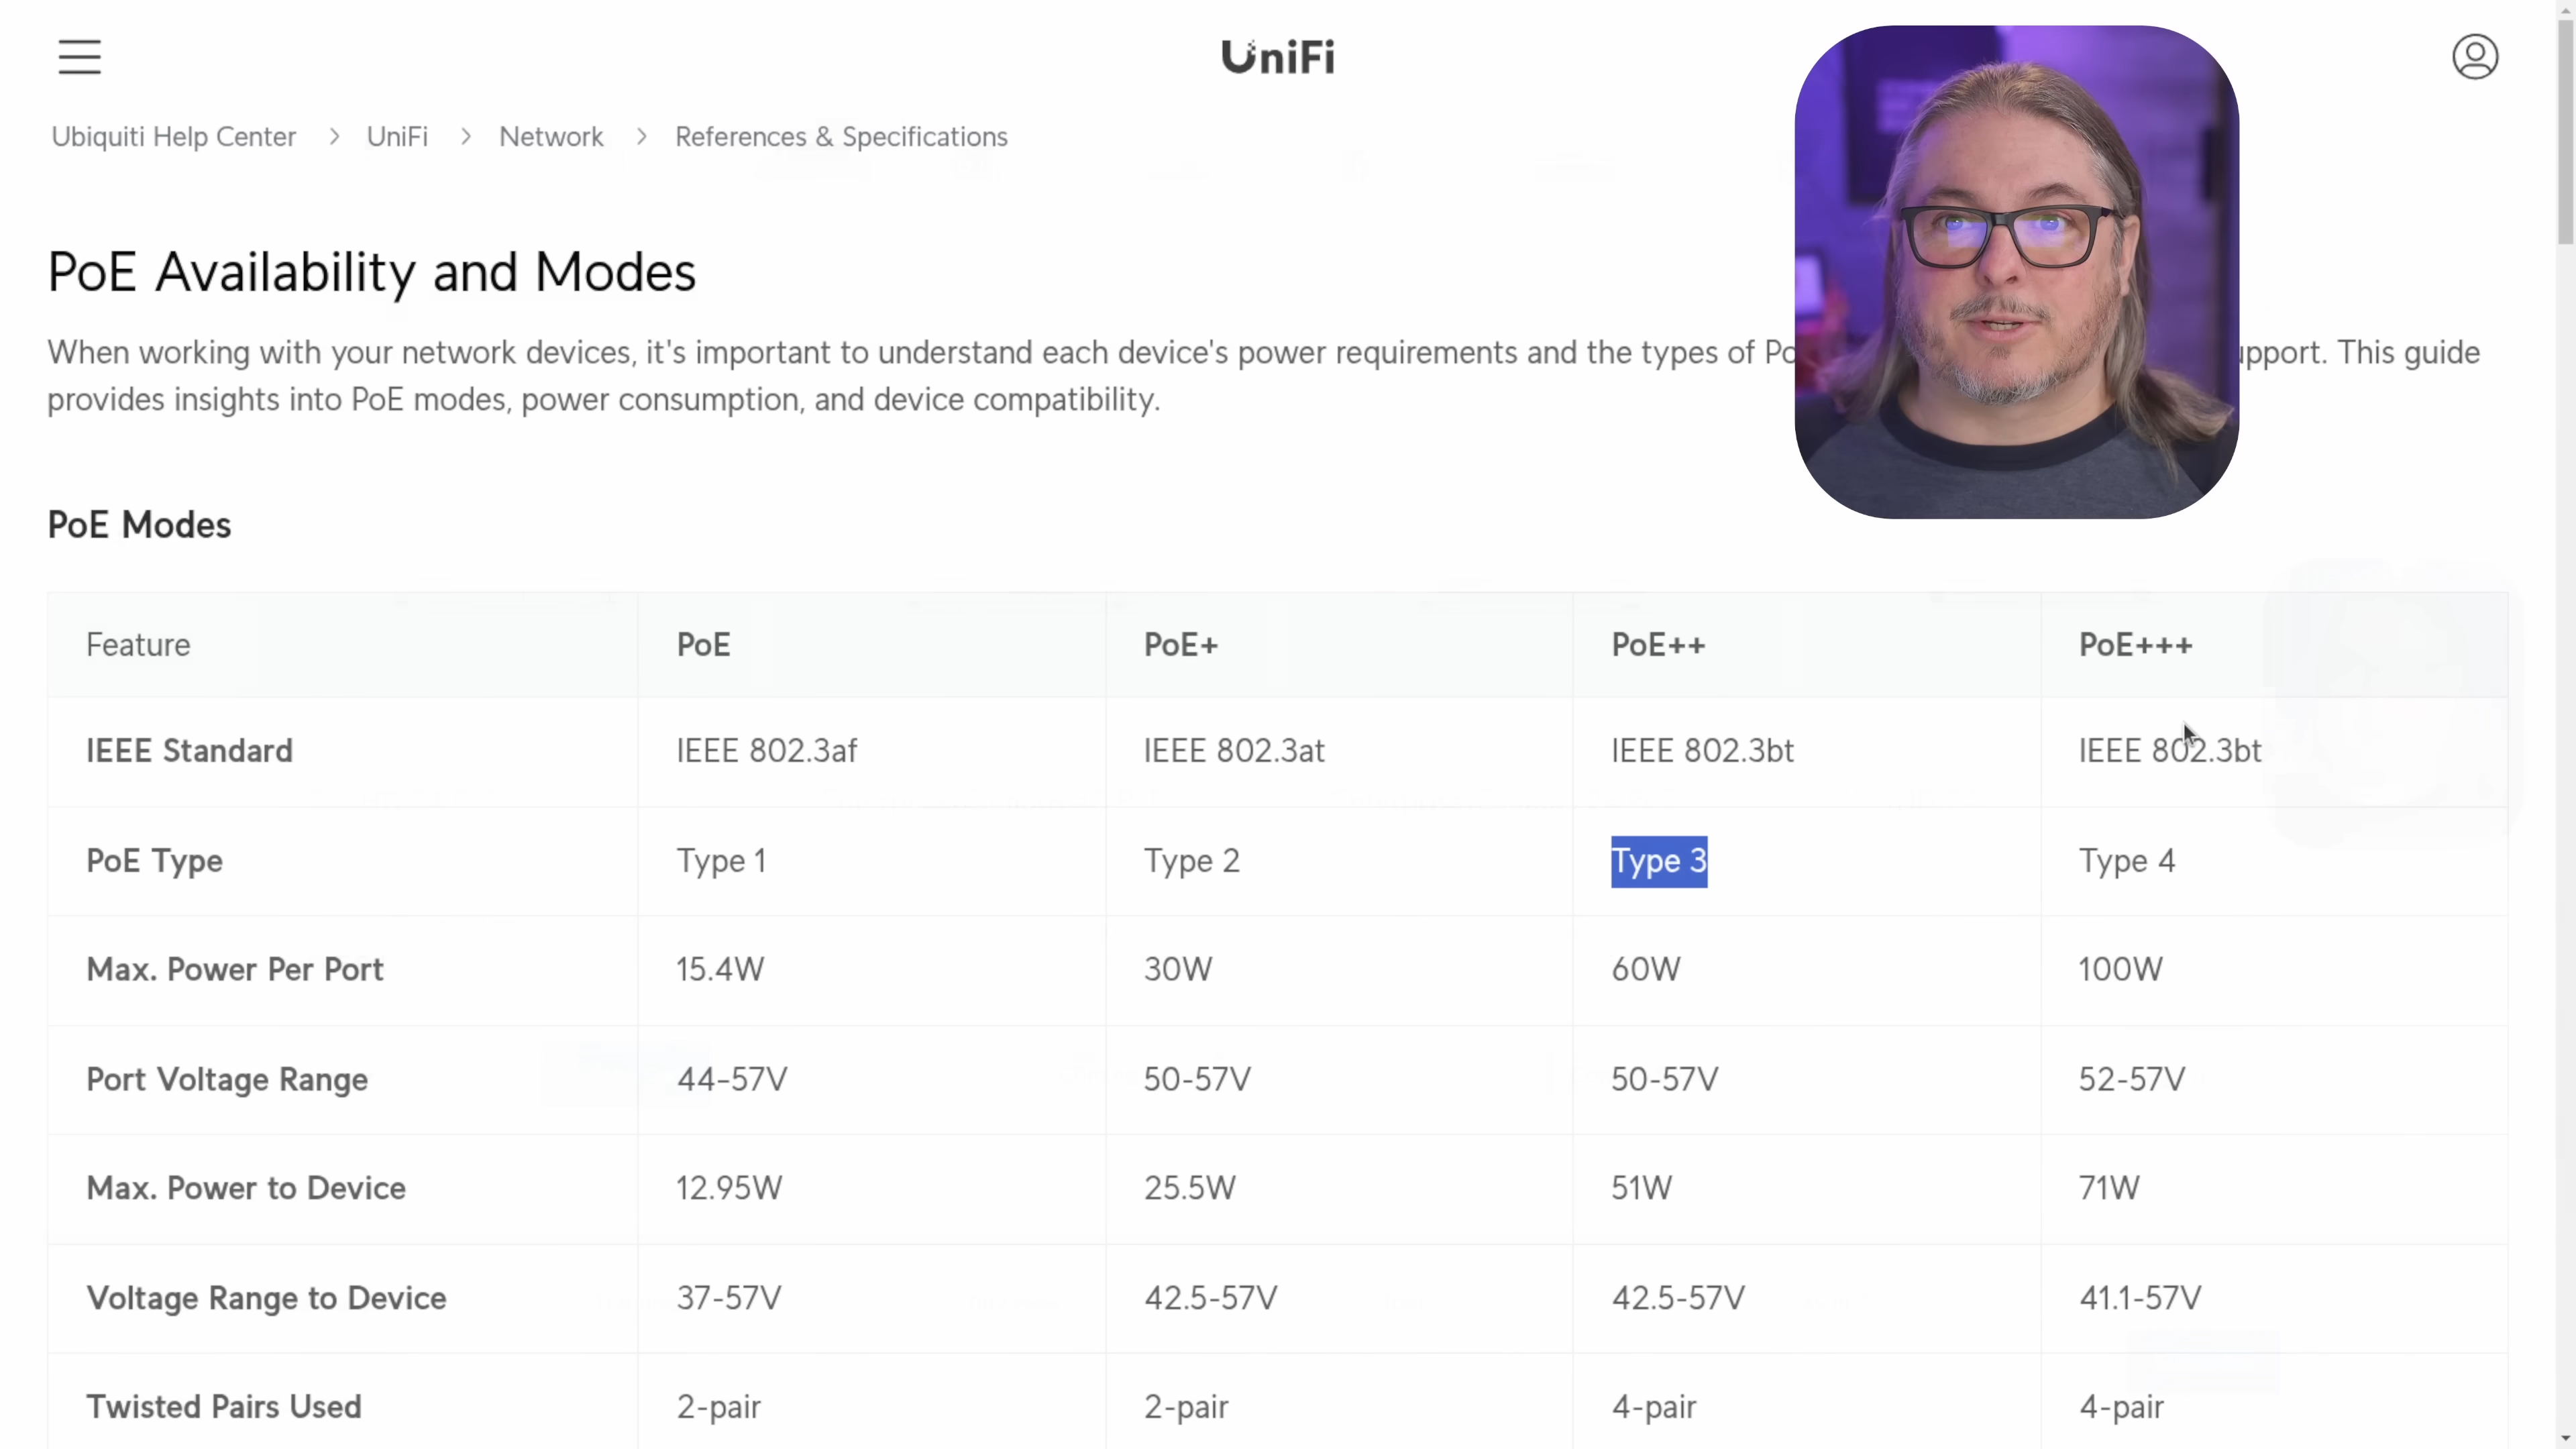 UniFi
Ubiquiti Help Center > UniFi > Network > References & Specifications
PoE Availability and Modes
When working with your network devices, it's important to understand each device's power requirements and the types of upport. This guide
provides insights into PoE modes, power consumption, and device compatibility.
PoE Modes
Feature PoE PoE+ PoE++ PoE+++
IEEE Standard IEEE 802.3af IEEE 802.3at IEEE 802.3bt IEEE 802.3bt
PoE Type Type 1 Type 2 Type 3 Type 4
Max. Power Per Port 15.4W 30W 60W 100W
Port Voltage Range 44-57V 50-57V 50-57V 52-57V
Max. Power to Device 12.95W 25.5W 51W 71W
Voltage Range to Device 37-57V 42.5-57V 42.5-57V 41.1-57V
Twisted Pairs Used 2-pair 2-pair 4-pair 4-pair